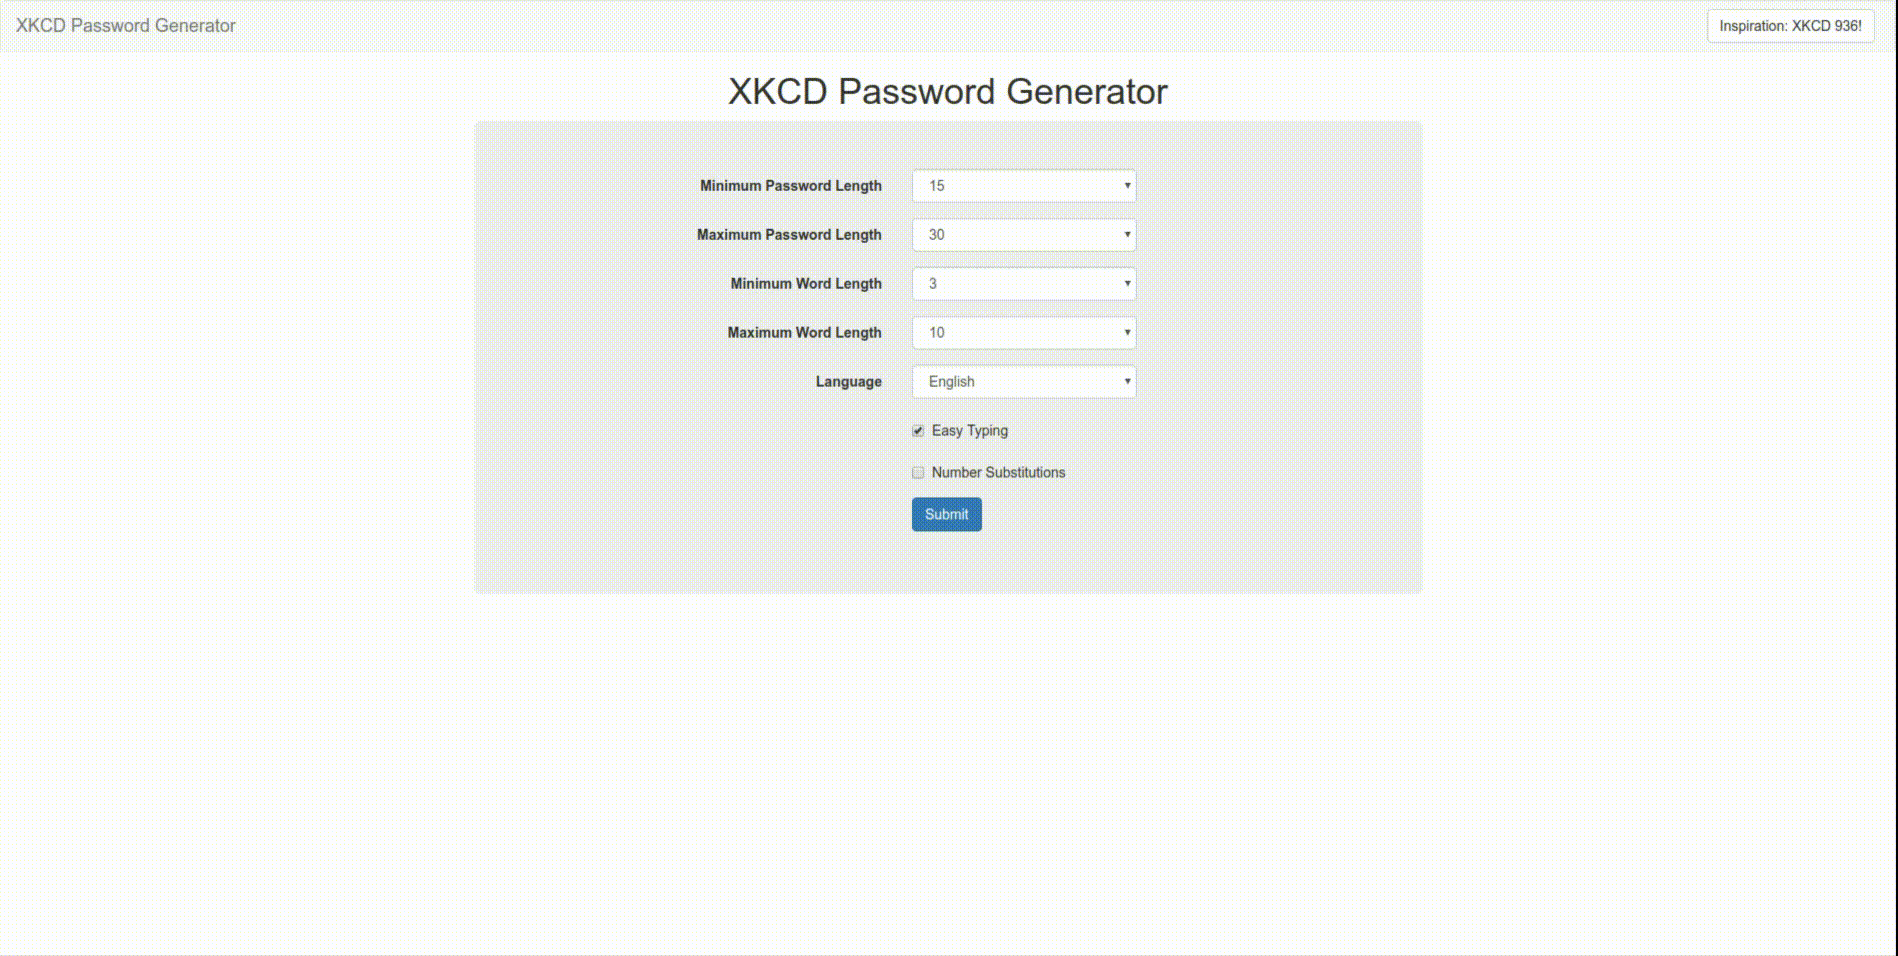 XKCD Password Generator
Inspiration: XKCD 936!
XKCD Password Generator
Minimum Password Length 15
Maximum Password Length 30
Minimum Word Length 3
Maximum Word Length 10
Language English
Easy Typing
Number Substitutions
Submit